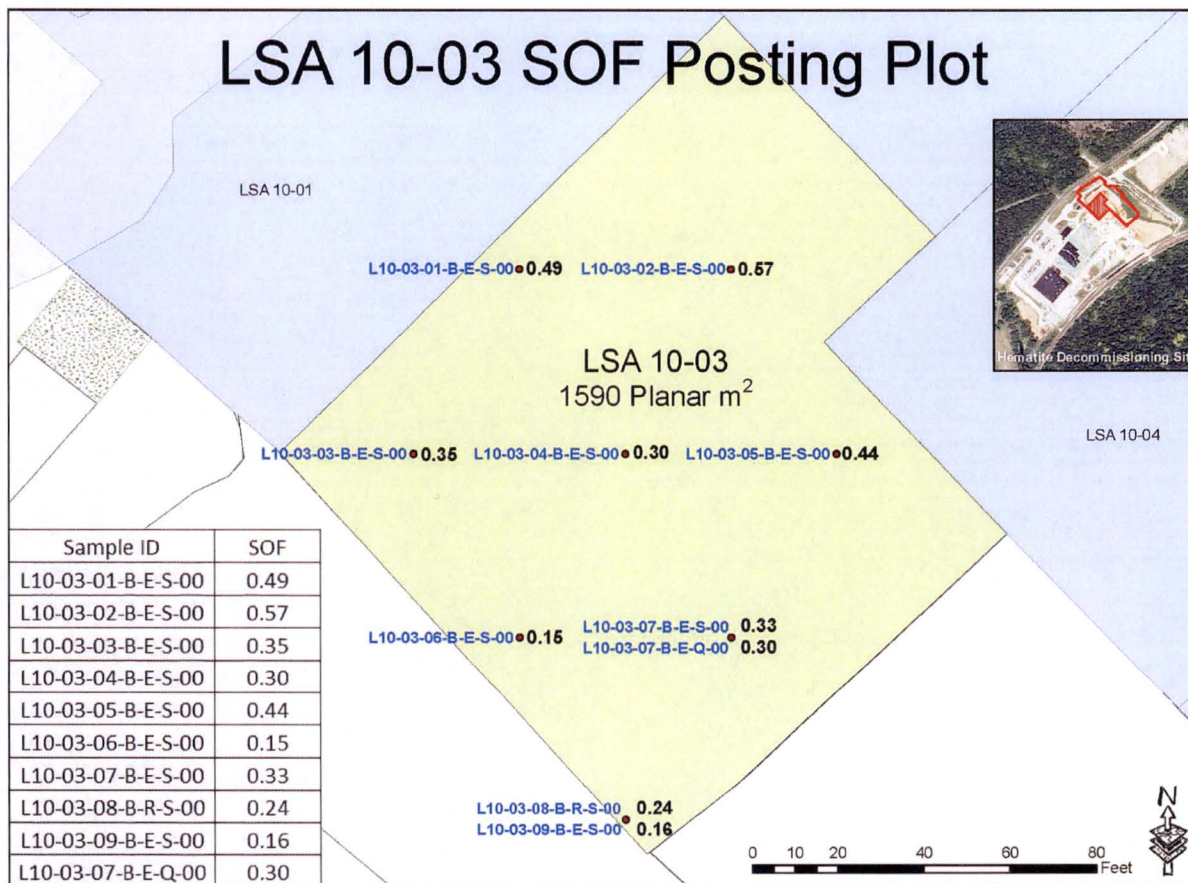 LSA 10-03 SOF Posting Plot
LSA 10-01
L10-03-01-B-E-S-00 0.49 L10-03-02-B-E-S-00 0.57
Hematite Decommissioning Sit
LSA 10-03
1590 Planar m²
LSA 10-04
L10-03-03-B-E-S-00 0.35 L10-03-04-B-E-S-00 0.30 L10-03-05-B-E-S-00 0.44
L10-03-06-B-E-S-00 0.15
L10-03-07-B-E-S-00 0.33
L10-03-07-B-E-Q-00 0.30
L10-03-08-B-R-S-00 0.24
L10-03-09-B-E-S-00 0.16
Sample ID SOF
L10-03-01-B-E-S-00 0.49
L10-03-02-B-E-S-00 0.57
L10-03-03-B-E-S-00 0.35
L10-03-04-B-E-S-00 0.30
L10-03-05-B-E-S-00 0.44
L10-03-06-B-E-S-00 0.15
L10-03-07-B-E-S-00 0.33
L10-03-08-B-R-S-00 0.24
L10-03-09-B-E-S-00 0.16
L10-03-07-B-E-Q-00 0.30
N
0 10 20 40 60 80
Feet